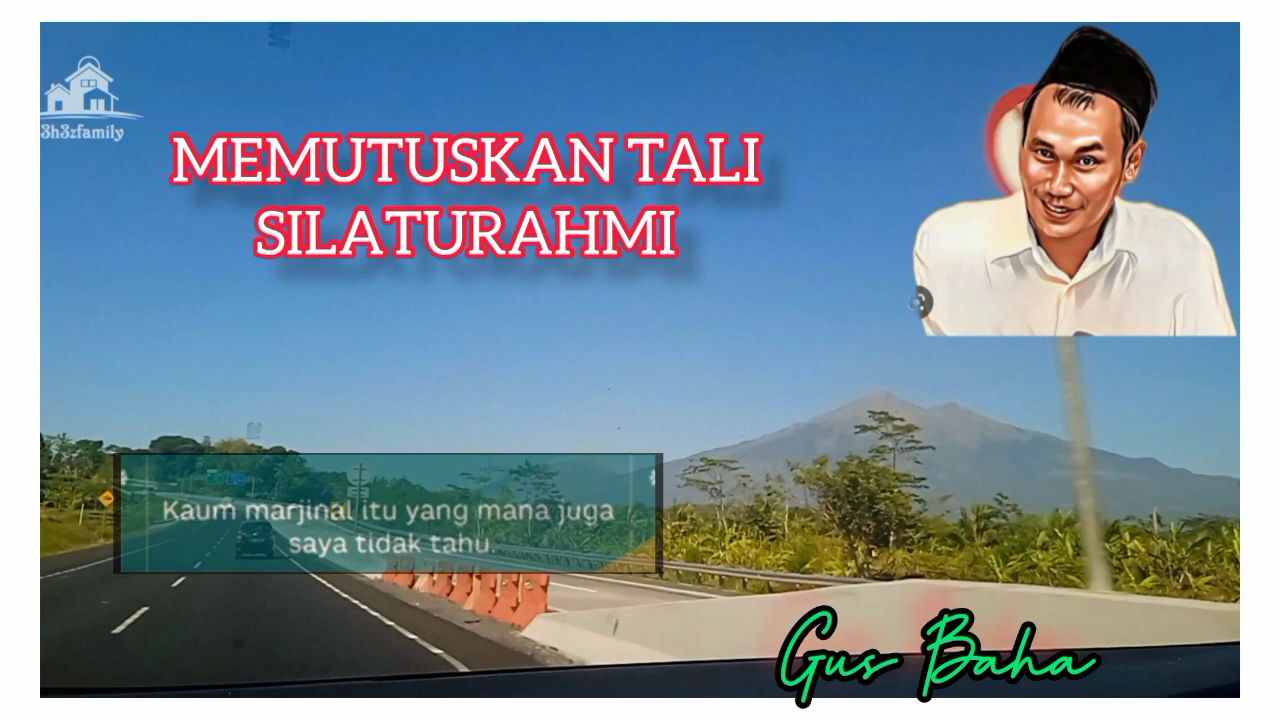 3h3zfamily
MEMUTUSKAN TALI
SILATURAHMI
Kaum marjinal itu yang mana juga
saya tidak tahu.
Gus Baha